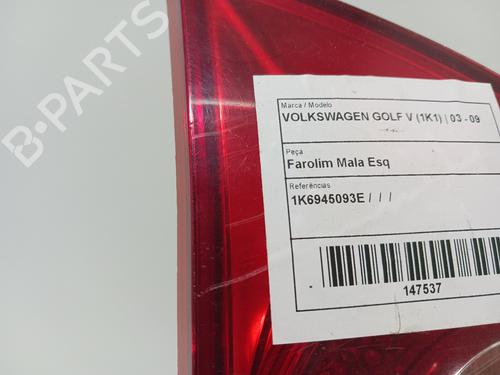 Marca / Modelo
VOLKSWAGEN GOLF V (1K1) | 03 - 09
Peça
Farolim Mala Esq
Referências
1K6945093E / / /
147537
B-PARTS